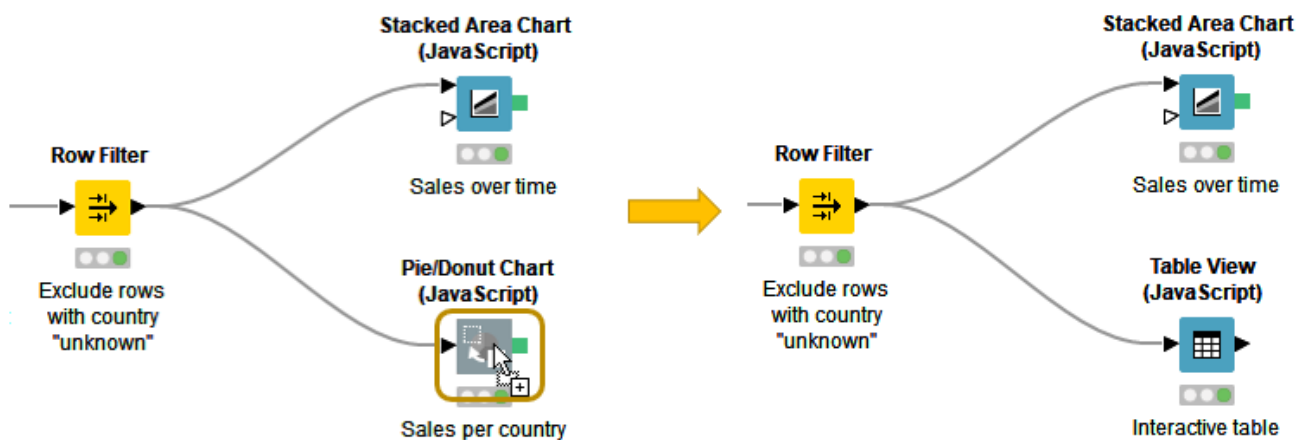 Stacked Area Chart
(JavaScript)
Sales over time
Row Filter
Exclude rows
with country
"unknown"
Pie/Donut Chart
(JavaScript)
Sales per country
Stacked Area Chart
(JavaScript)
Sales over time
Row Filter
Exclude rows
with country
"unknown"
Table View
(JavaScript)
Interactive table